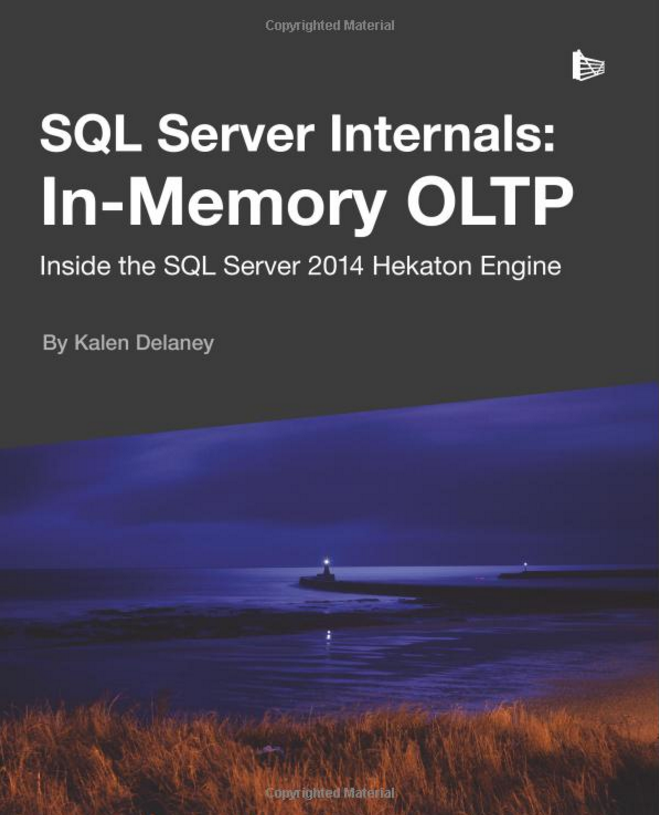 Copyrighted Material
SQL Server Internals:
In-Memory OLTP
Inside the SQL Server 2014 Hekaton Engine
By Kalen Delaney
Copyrighted Material